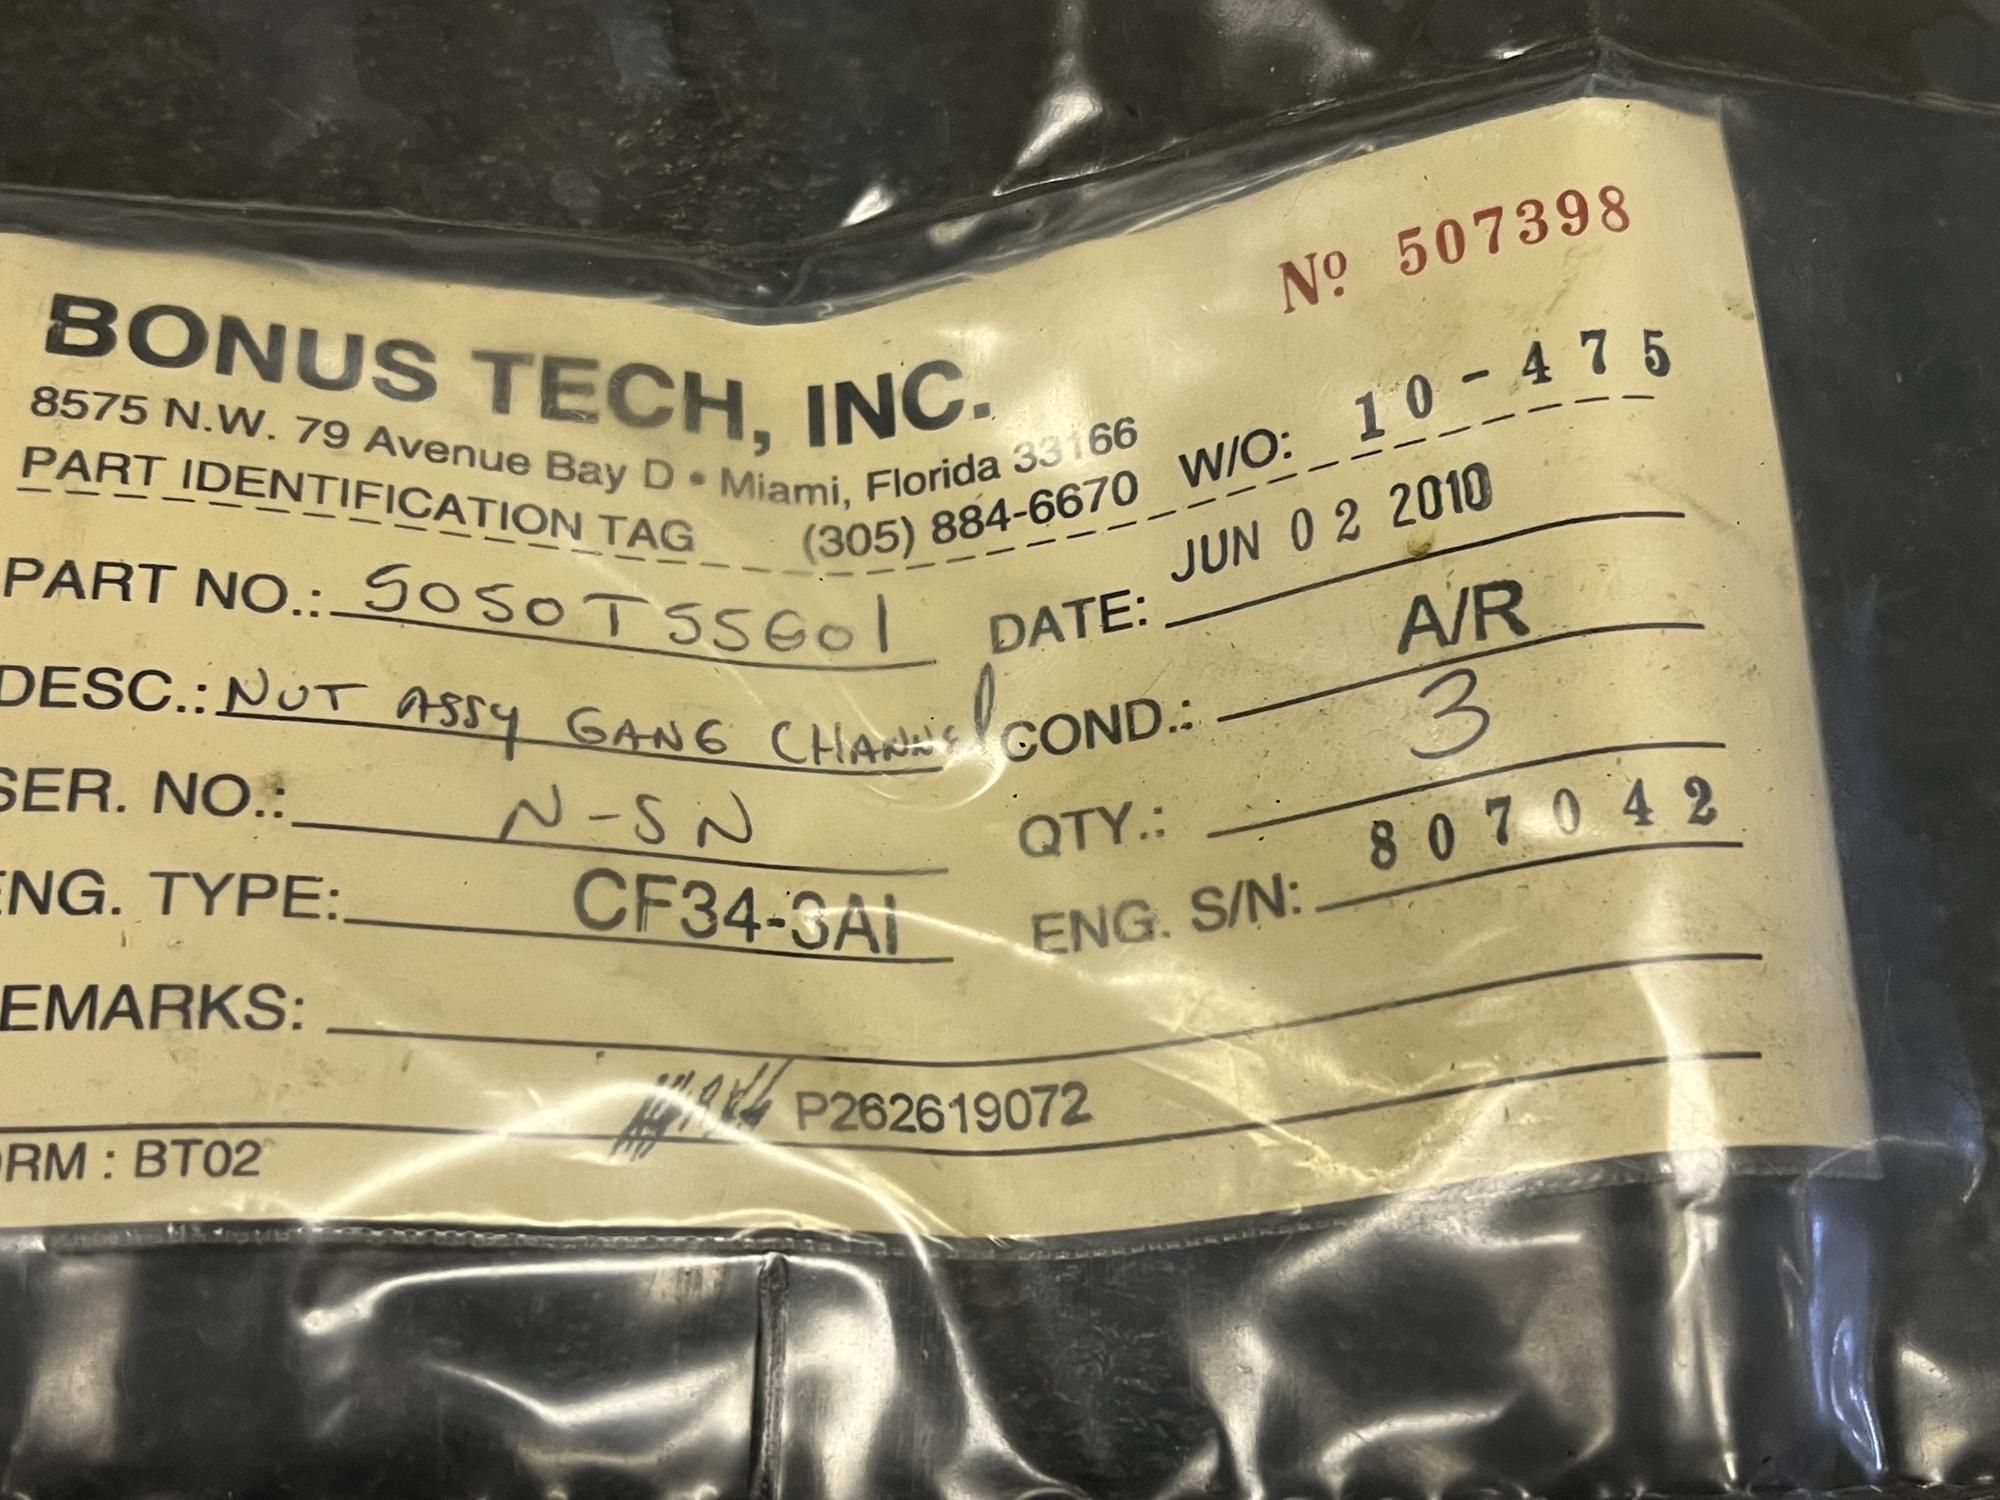 Nº 507398
BONUS TECH, INC.
8575 N.W. 79 Avenue Bay D • Miami, Florida 33166
PART IDENTIFICATION TAG (305) 884-6670 W/O: 10-475
PART NO.: 5050T55G01 DATE: JUN 02 2010
DESC.: NUT ASSY GANG CHANNEl COND.: A/R
SER. NO.: N-SN QTY.: 3
ENG. TYPE: CF34-3A1 ENG. S/N: 807042
EMARKS:
P262619072
ORM : BT02